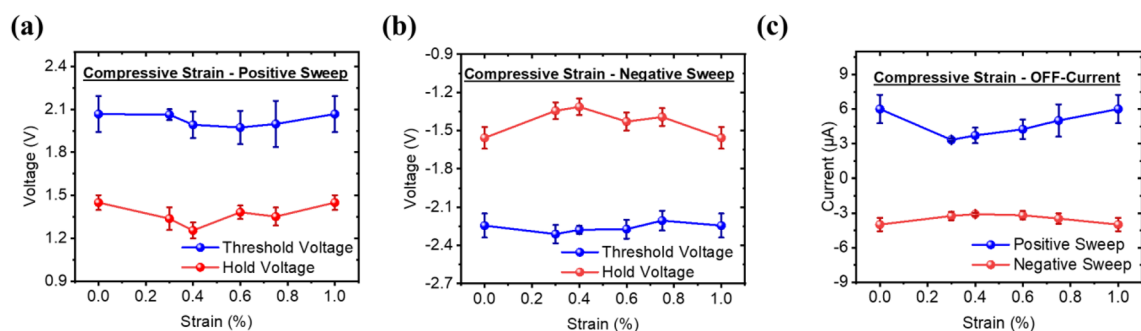 (a)
Compressive Strain - Positive Sweep
2.4
2.1
1.8
1.5
1.2
0.9
Voltage (V)
Threshold Voltage
Hold Voltage
0.0 0.2 0.4 0.6 0.8 1.0
Strain (%)
(b)
Compressive Strain - Negative Sweep
-0.9
-1.2
-1.5
-1.8
-2.1
-2.4
-2.7
Voltage (V)
Threshold Voltage
Hold Voltage
0.0 0.2 0.4 0.6 0.8 1.0
Strain (%)
(c)
Compressive Strain - OFF-Current
9
6
3
0
-3
-6
-9
Current (µA)
Positive Sweep
Negative Sweep
0.0 0.2 0.4 0.6 0.8 1.0
Strain (%)